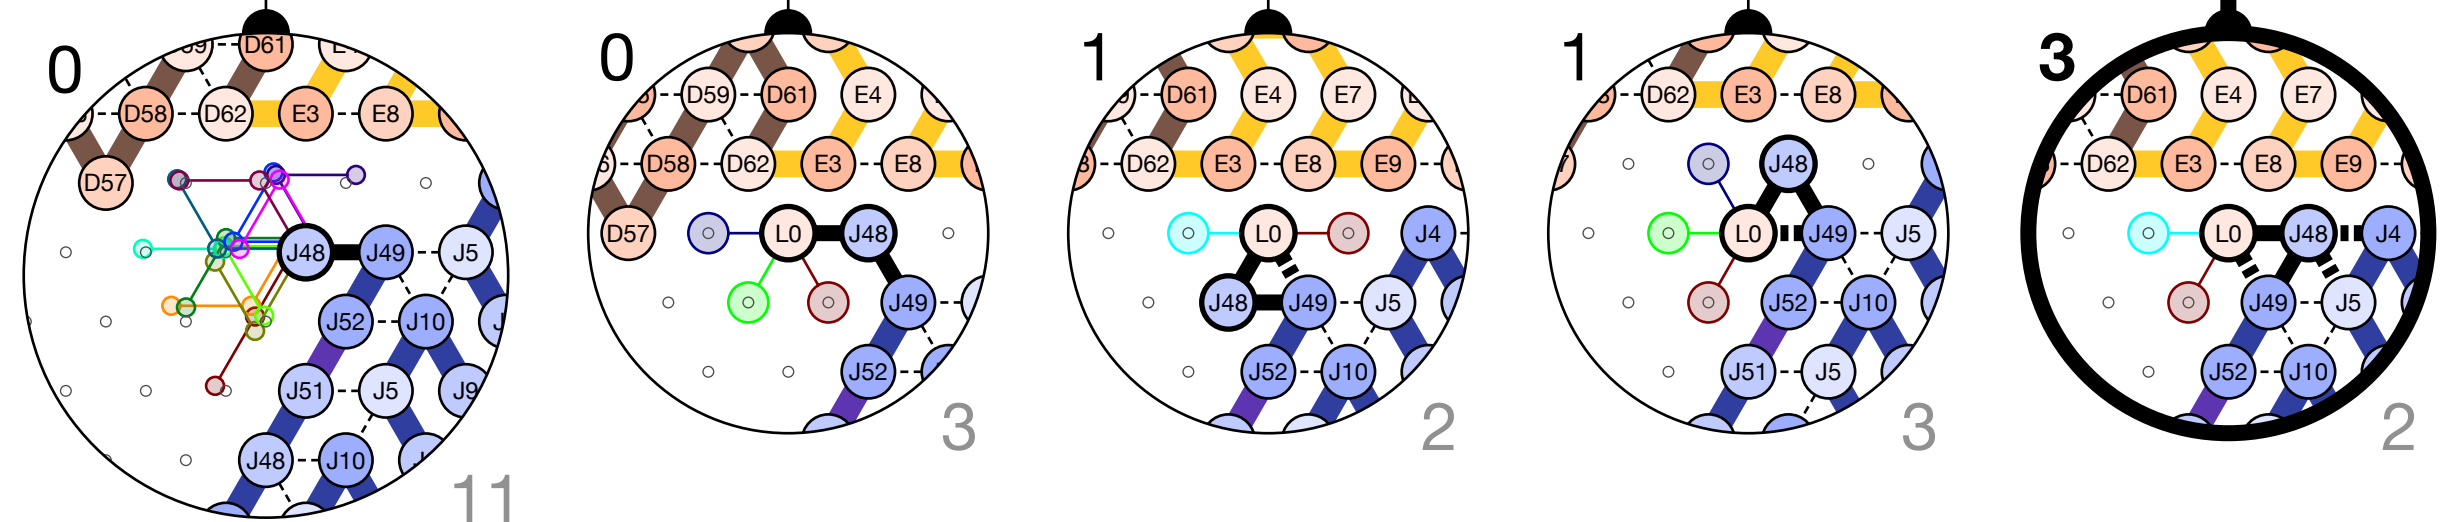 0
D61
D58 D62 E3 E8
D57
J48 J49 J5
J52 J10
J51 J5 J9
J48 J10
11
0
D59 D61 E4
D58 D62 E3 E8
D57 L0 J48
J49
J52
3
1
D61 E4 E7
D62 E3 E8 E9
L0 J4
J48 J49 J5
J52 J10
2
1
D62 E3 E8
J48
L0 J49 J5
J52 J10
J51 J5
3
3
D61 E4 E7
D62 E3 E8 E9
L0 J48 J4
J49 J5
J52 J10
2